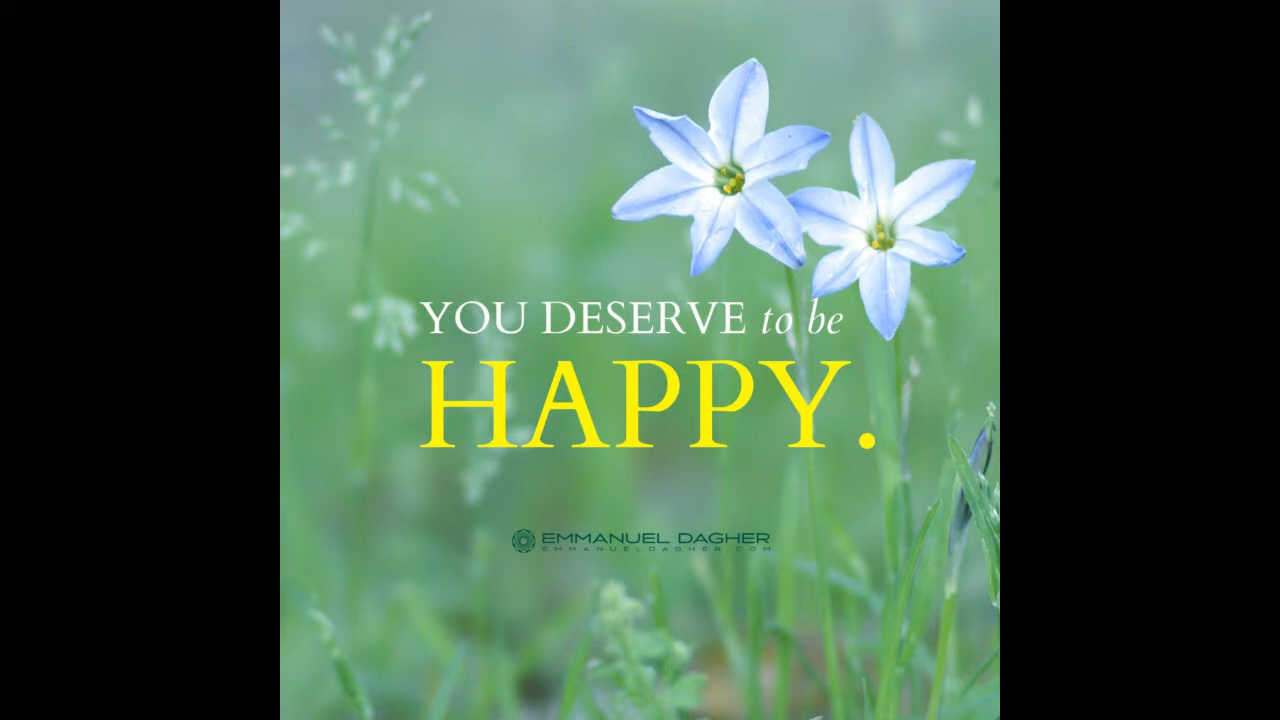 YOU DESERVE to be
HAPPY.
EMMANUEL DAGHER
EMMANUELDAGHER.COM